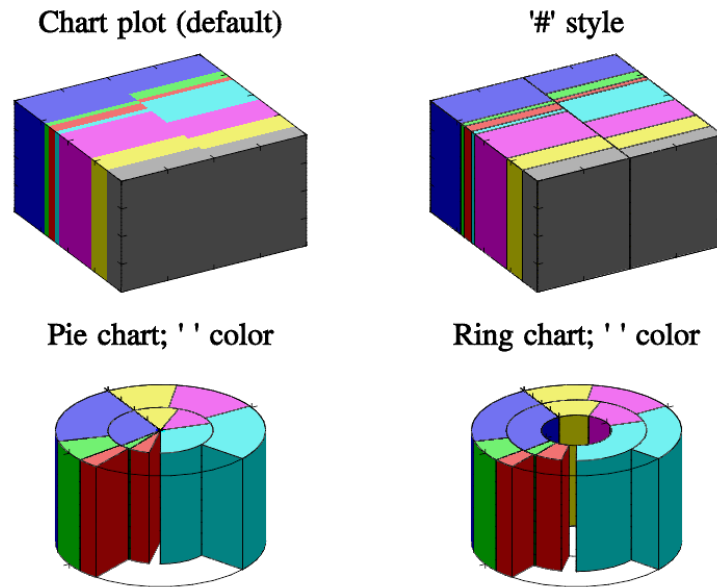 Chart plot (default)
'#' style
Pie chart; ' ' color
Ring chart; ' ' color